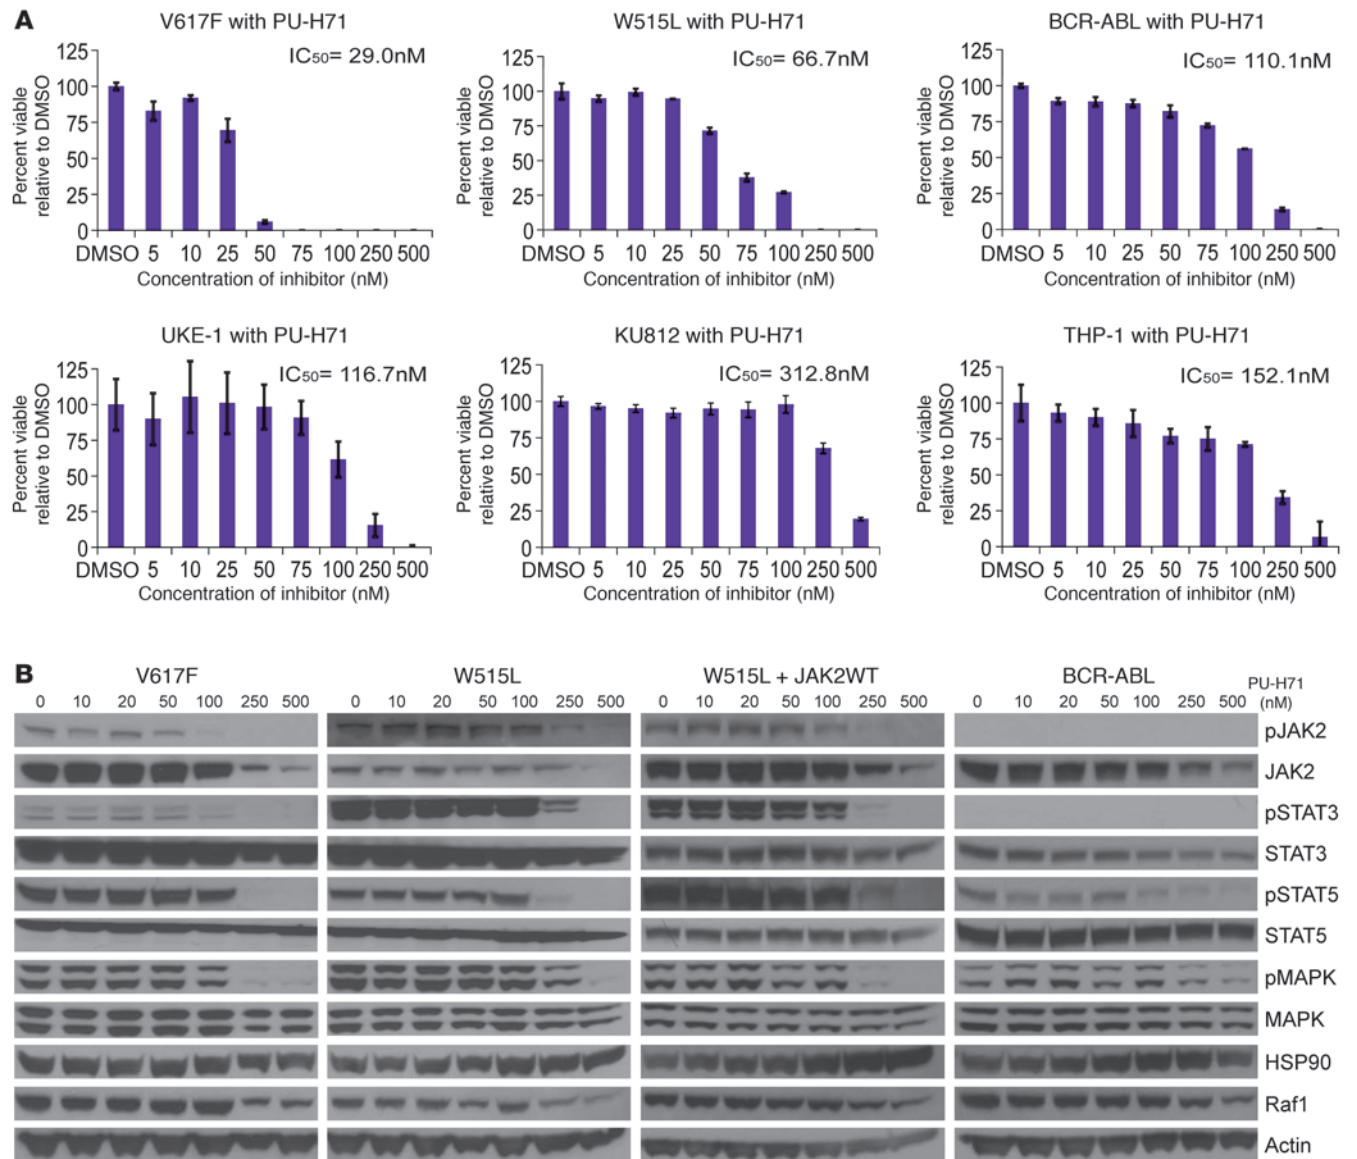 A
V617F with PU-H71
IC50= 29.0nM
Percent viable
relative to DMSO
125
100
75
50
25
0
DMSO 5 10 25 50 75 100 250 500
Concentration of inhibitor (nM)
W515L with PU-H71
IC50= 66.7nM
Percent viable
relative to DMSO
125
100
75
50
25
0
DMSO 5 10 25 50 75 100 250 500
Concentration of inhibitor (nM)
BCR-ABL with PU-H71
IC50= 110.1nM
Percent viable
relative to DMSO
125
100
75
50
25
0
DMSO 5 10 25 50 75 100 250 500
Concentration of inhibitor (nM)
UKE-1 with PU-H71
IC50= 116.7nM
Percent viable
relative to DMSO
125
100
75
50
25
0
DMSO 5 10 25 50 75 100 250 500
Concentration of inhibitor (nM)
KU812 with PU-H71
IC50= 312.8nM
Percent viable
relative to DMSO
125
100
75
50
25
0
DMSO 5 10 25 50 75 100 250 500
Concentration of inhibitor (nM)
THP-1 with PU-H71
IC50= 152.1nM
Percent viable
relative to DMSO
125
100
75
50
25
0
DMSO 5 10 25 50 75 100 250 500
Concentration of inhibitor (nM)
B
V617F W515L W515L + JAK2WT BCR-ABL PU-H71
0 10 20 50 100 250 500 0 10 20 50 100 250 500 0 10 20 50 100 250 500 0 10 20 50 100 250 500 (nM)
pJAK2
JAK2
pSTAT3
STAT3
pSTAT5
STAT5
pMAPK
MAPK
HSP90
Raf1
Actin